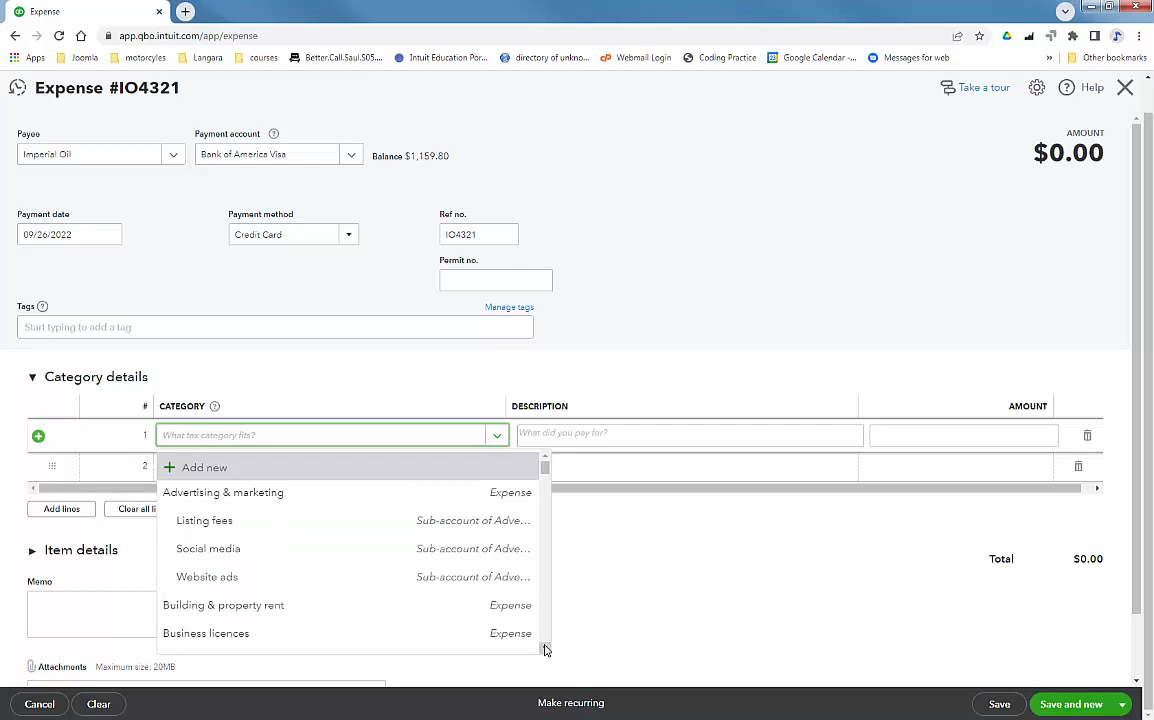 Expense
app.qbo.intuit.com/app/expense
Apps Joomla motorcyles Langara courses Better.Call.Saul.S05.... Intuit Education Por... directory of unkno... Webmail Login Coding Practice Google Calendar -... Messages for web » Other bookmarks
Expense #IO4321
Take a tour Help
Payee Payment account AMOUNT
Imperial Oil Bank of America Visa Balance $1,159.80 $0.00
Payment date Payment method Ref no.
09/26/2022 Credit Card IO4321
Permit no.
Tags Manage tags
Start typing to add a tag
Category details
# CATEGORY DESCRIPTION AMOUNT
1 What tax category fits? What did you pay for?
2
+ Add new
Advertising & marketing Expense
Listing fees Sub-account of Adve...
Social media Sub-account of Adve...
Website ads Sub-account of Adve...
Building & property rent Expense
Business licences Expense
Add lines Clear all li
Item details
Total $0.00
Memo
Attachments Maximum size: 20MB
Cancel Clear Make recurring Save Save and new